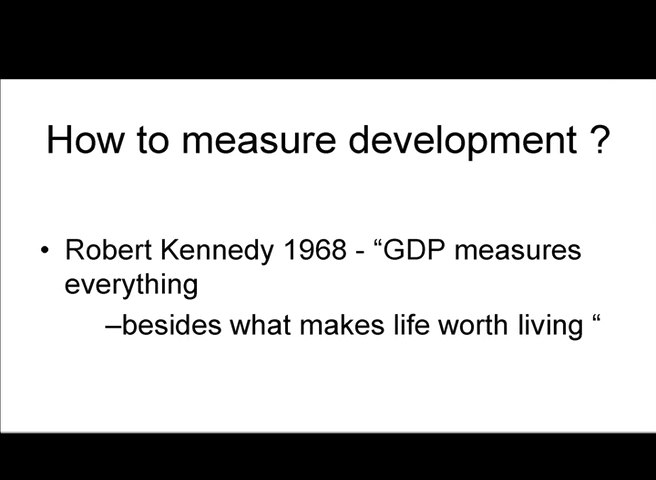 How to measure development ?
• Robert Kennedy 1968 - “GDP measures
everything
–besides what makes life worth living “